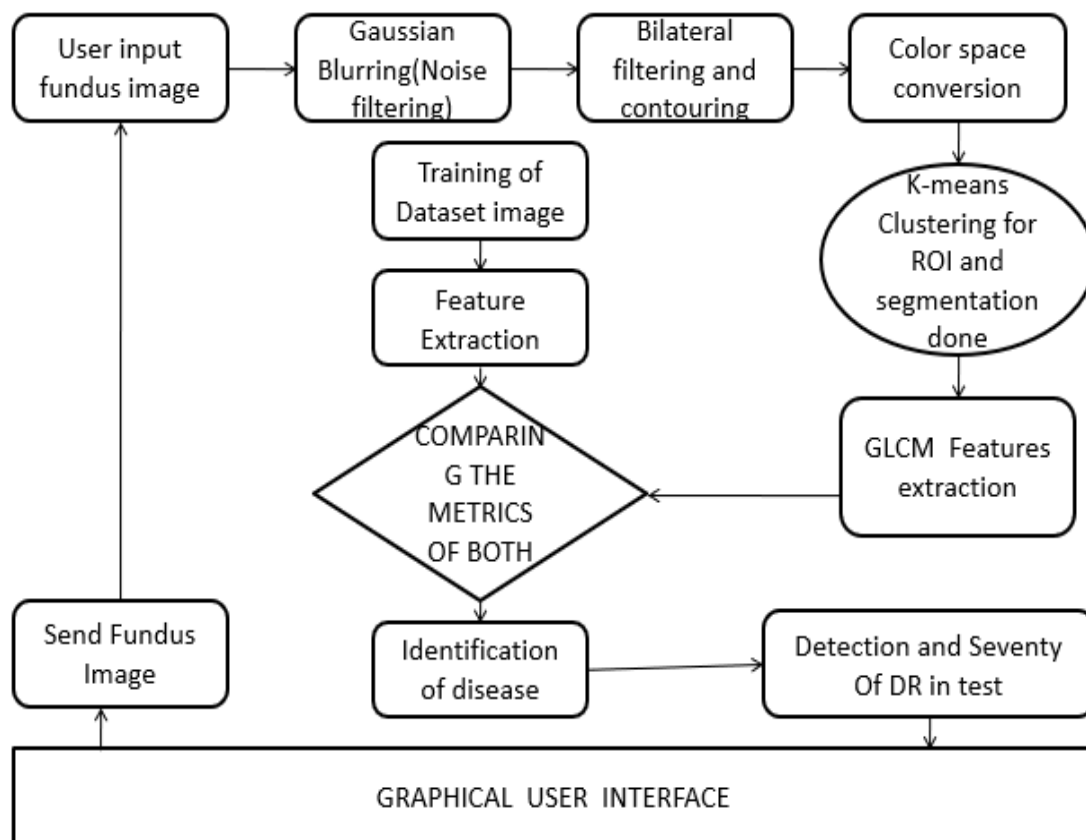 User input
fundus image
Gaussian
Blurring(Noise
filtering)
Bilateral
filtering and
contouring
Color space
conversion
Training of
Dataset image
K-means
Clustering for
ROI and
segmentation
done
Feature
Extraction
COMPARIN
G THE
METRICS
OF BOTH
GLCM Features
extraction
Send Fundus
Image
Identification
of disease
Detection and Seventy
Of DR in test
GRAPHICAL USER INTERFACE